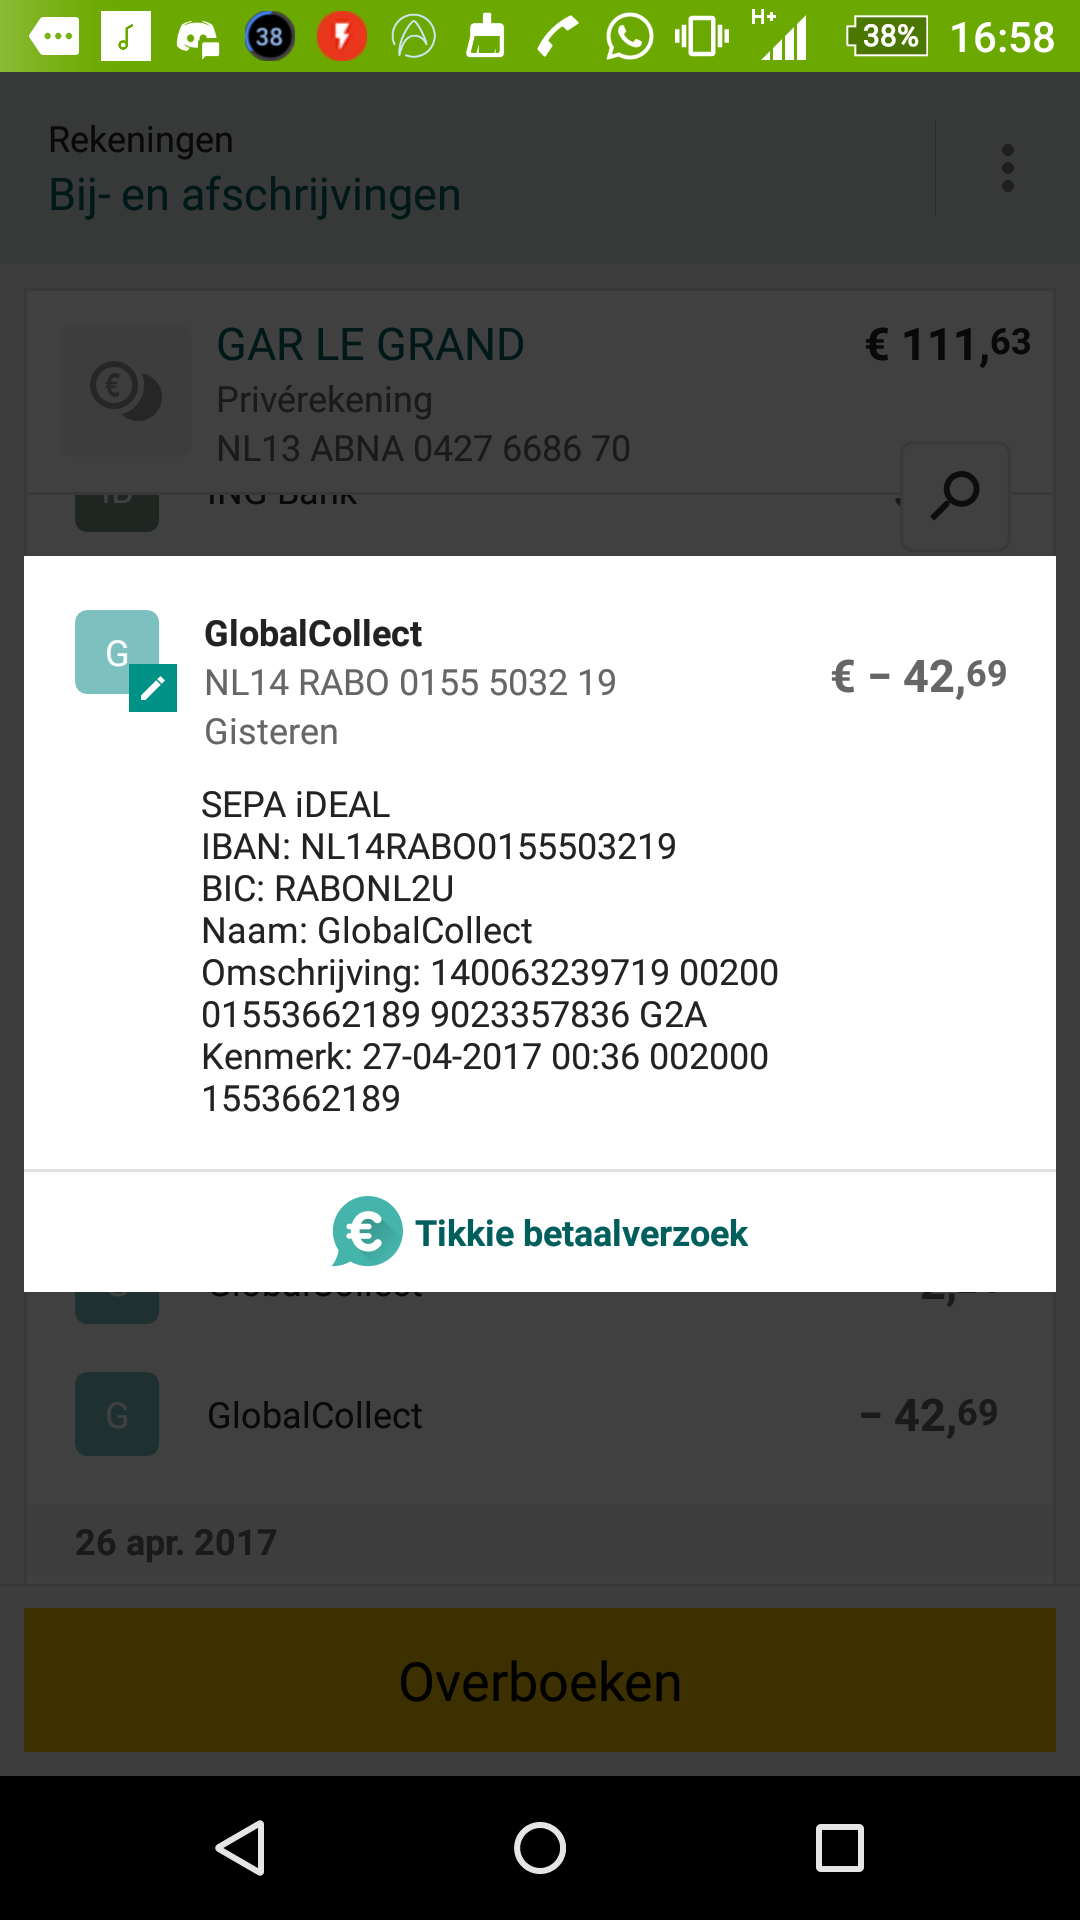 38
H+
38%
16:58
Rekeningen
Bij- en afschrijvingen
GAR LE GRAND
€ 111,63
Privérekening
NL13 ABNA 0427 6686 70
ING Bank
G
GlobalCollect
NL14 RABO 0155 5032 19
€ – 42,69
Gisteren
SEPA iDEAL
IBAN: NL14RABO0155503219
BIC: RABONL2U
Naam: GlobalCollect
Omschrijving: 140063239719 00200
01553662189 9023357836 G2A
Kenmerk: 27-04-2017 00:36 002000
1553662189
€ Tikkie betaalverzoek
GlobalCollect
G
GlobalCollect
– 42,69
26 apr. 2017
Overboeken